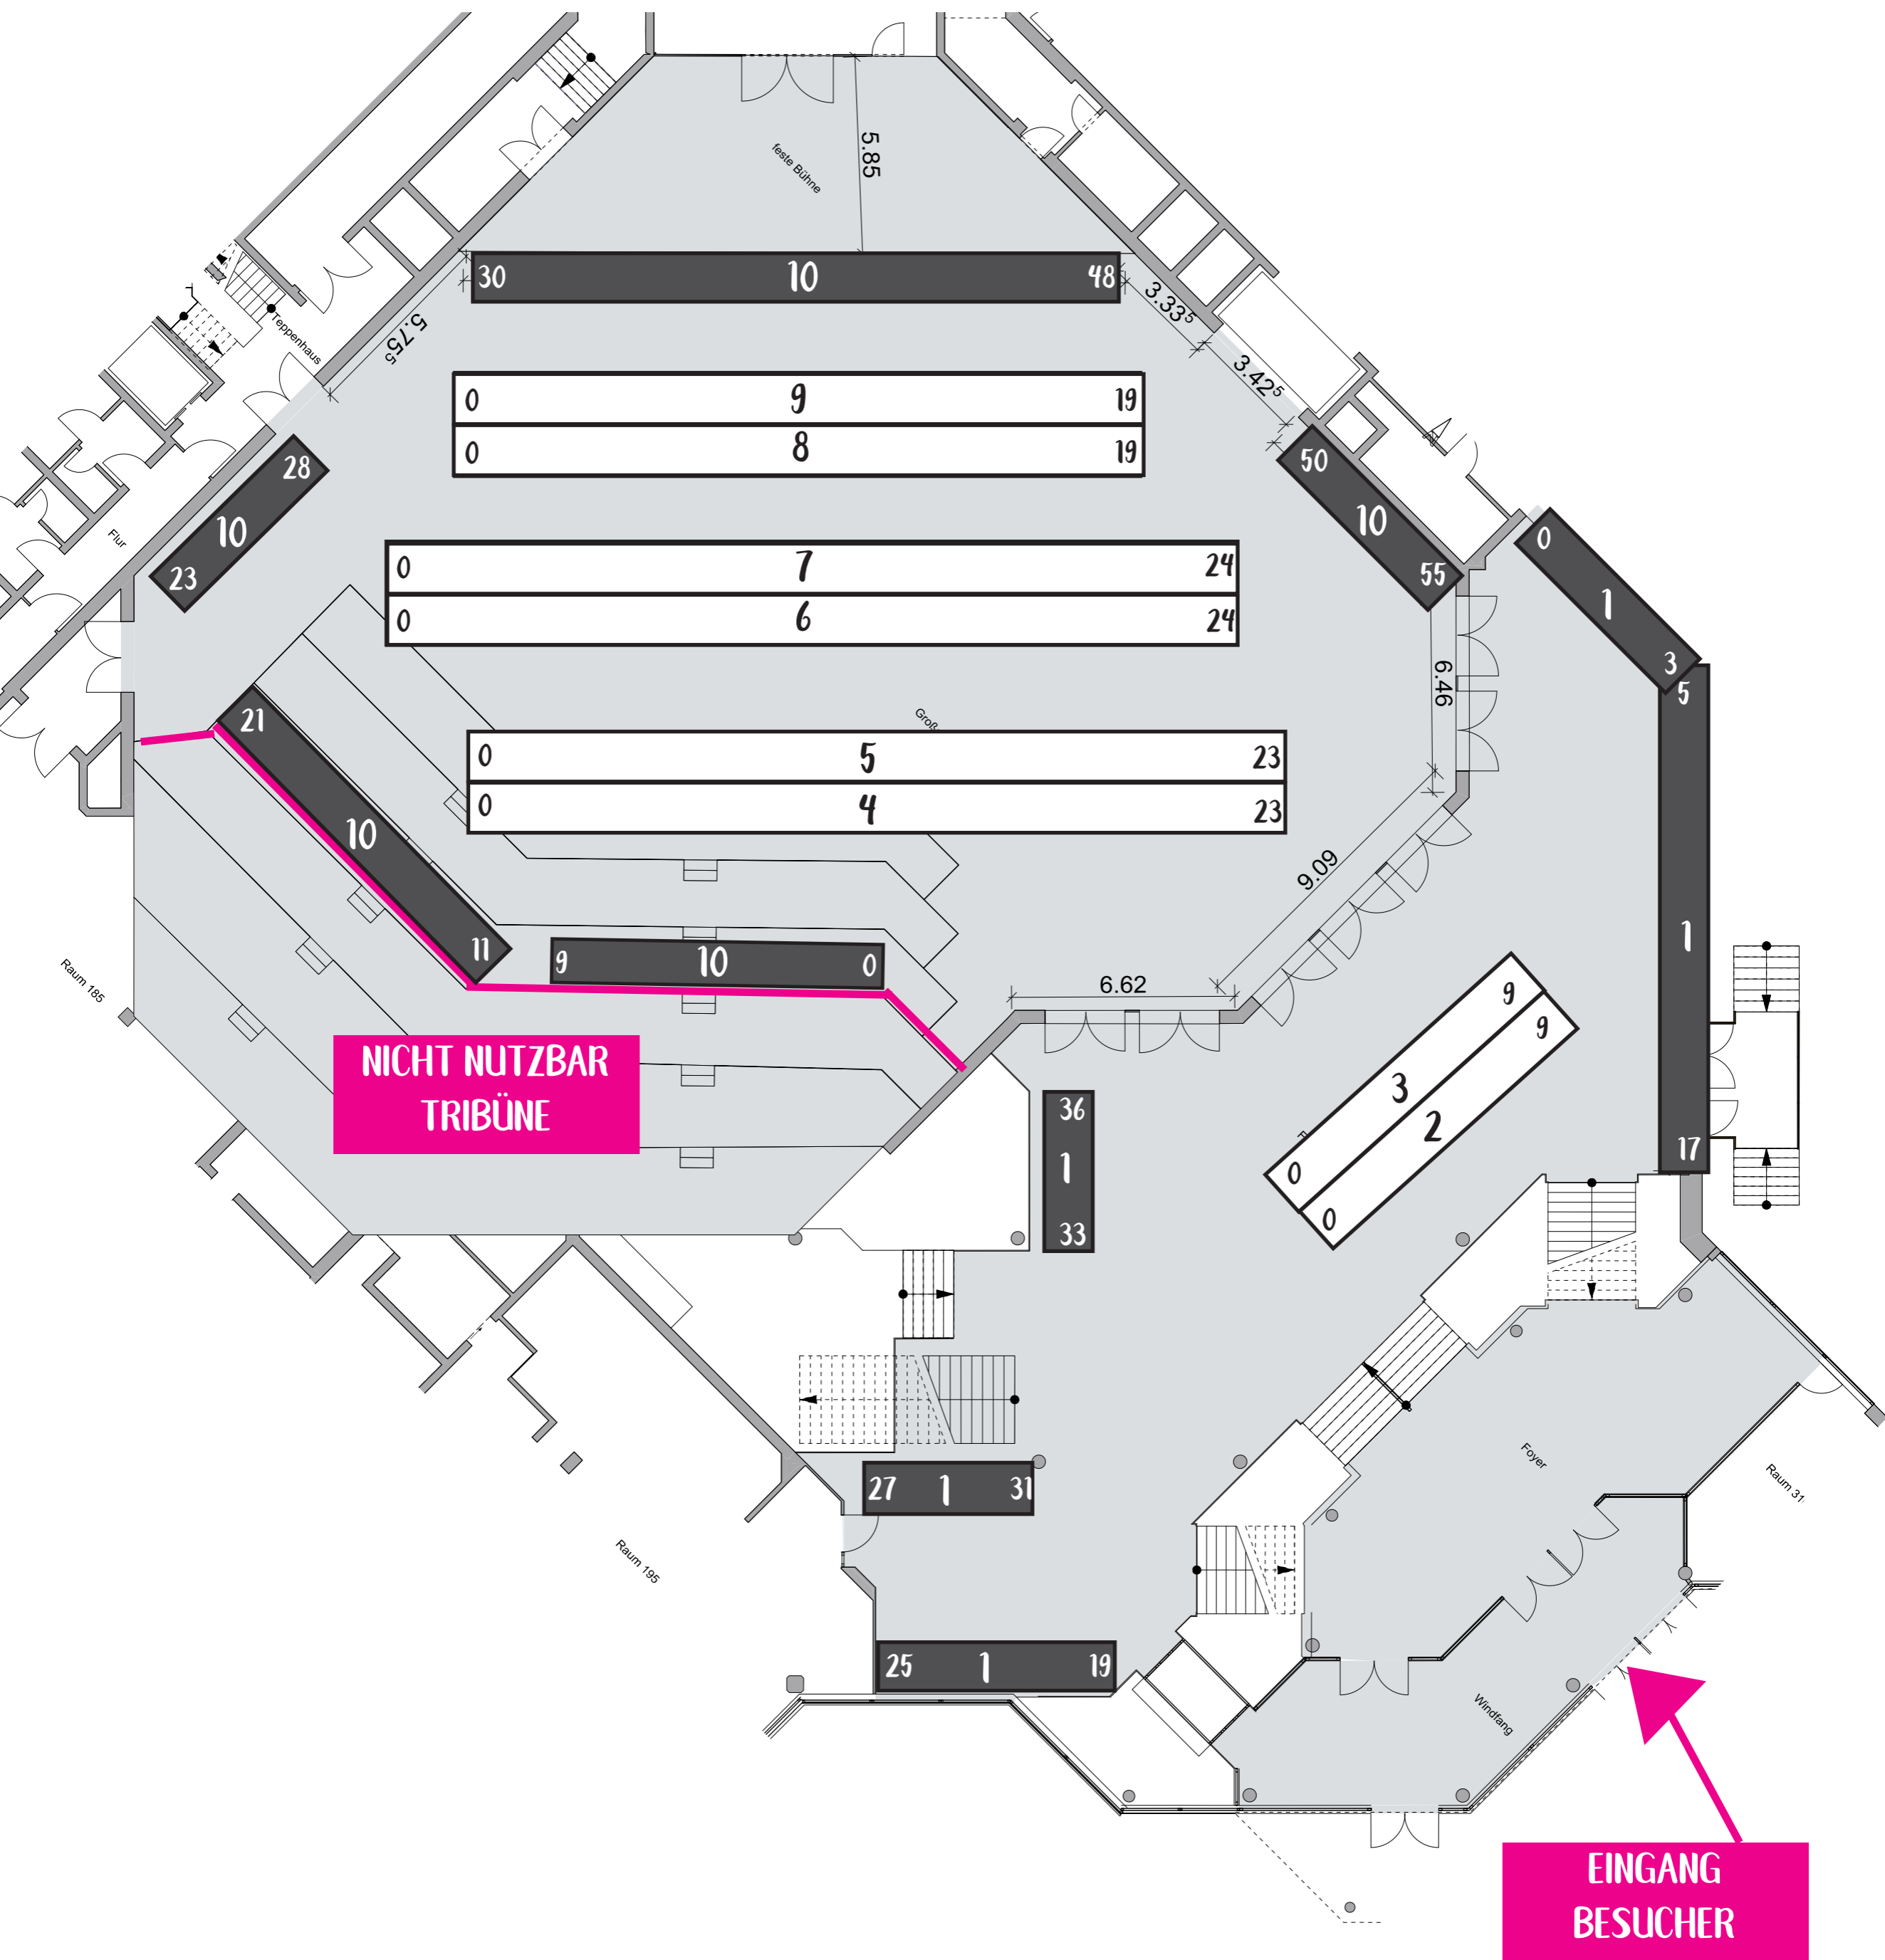 5.85
feste Bühne
30 10 48
3.33⁵
5.75⁵
Teppenhaus
3.42⁵
0 9 19
0 8 19
28
10
23
50
10
55
Flur
0
1
3
0 7 24
0 6 24
6.46
5
1
17
21
10
11
Groß
0 5 23
0 4 23
9.09
9 10 0
Raum 185
6.62
9
3
0
9
2
0
NICHT NUTZBAR
TRIBÜNE
36
1
33
27 1 31
Foyer
Raum 31
Raum 195
25 1 19
Windfang
EINGANG
BESUCHER